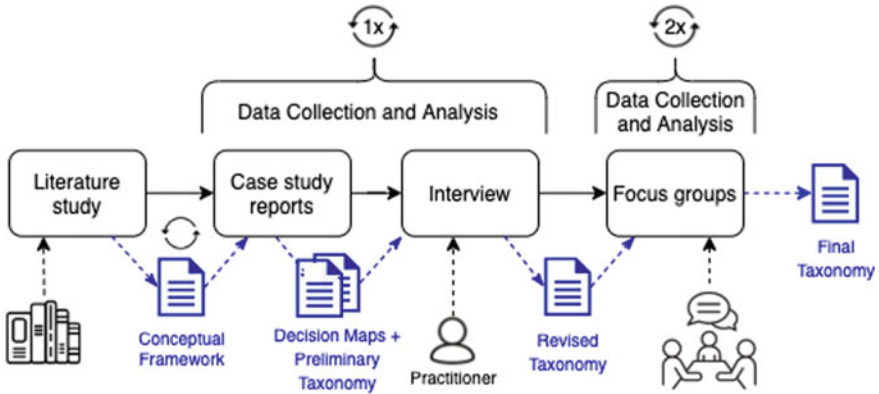 1x
2x
Data Collection and Analysis
Data Collection
and Analysis
Literature
study
Case study
reports
Interview
Focus groups
Final
Taxonomy
Conceptual
Framework
Decision Maps +
Preliminary
Taxonomy
Practitioner
Revised
Taxonomy